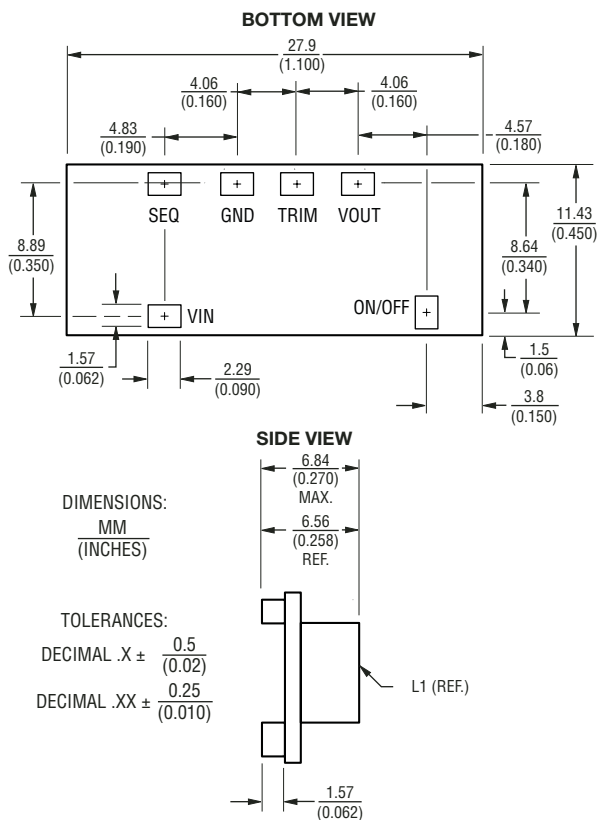 BOTTOM VIEW
27.9
(1.100)
4.06
(0.160)
4.06
(0.160)
4.83
(0.190)
4.57
(0.180)
SEQ GND TRIM VOUT
8.89
(0.350)
11.43
(0.450)
8.64
(0.340)
VIN
ON/OFF
1.57
(0.062)
2.29
(0.090)
1.5
(0.06)
3.8
(0.150)
SIDE VIEW
6.84
(0.270)
MAX.
6.56
(0.258)
REF.
DIMENSIONS:
MM
(INCHES)
TOLERANCES:
DECIMAL .X ± 0.5
(0.02)
DECIMAL .XX ± 0.25
(0.010)
L1 (REF.)
1.57
(0.062)